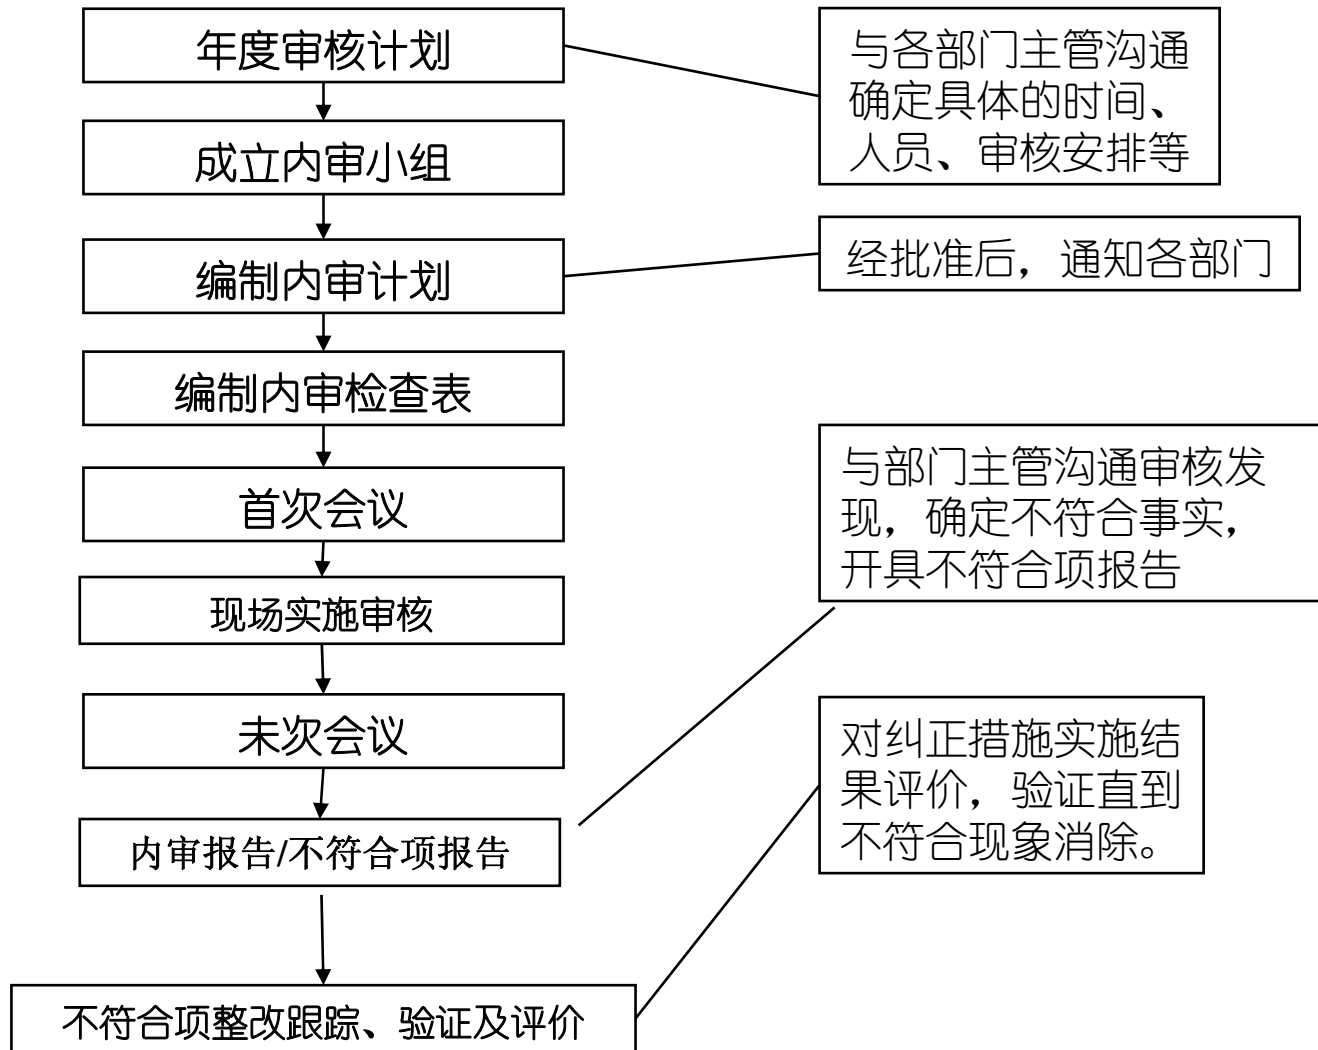 年度审核计划
与各部门主管沟通
确定具体的时间、
人员、审核安排等
成立内审小组
编制内审计划
经批准后，通知各部门
编制内审检查表
首次会议
与部门主管沟通审核发
现，确定不符合事实，
开具不符合项报告
现场实施审核
未次会议
对纠正措施实施结
果评价，验证直到
不符合现象消除。
内审报告/不符合项报告
不符合项整改跟踪、验证及评价